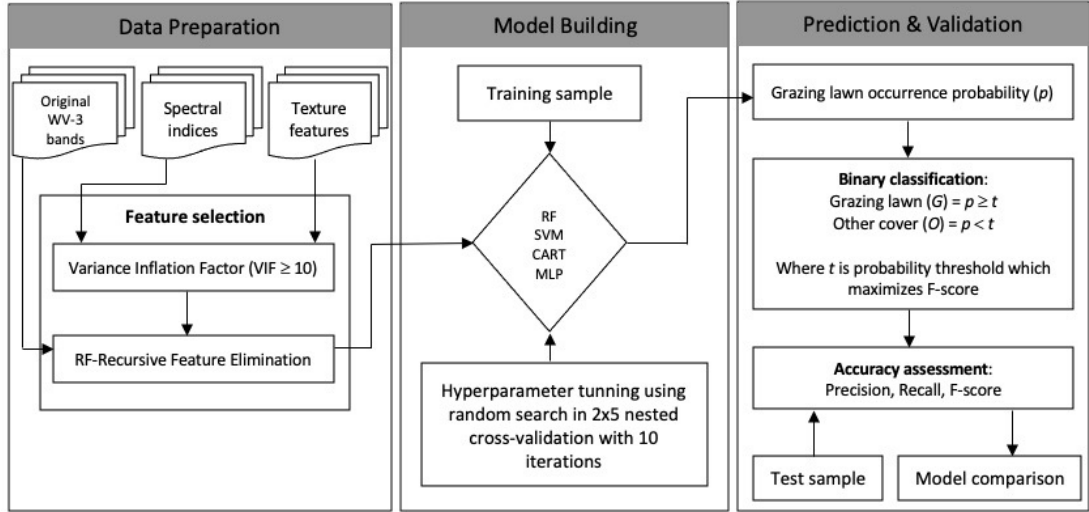 Data Preparation
Original
WV-3
bands
Spectral
indices
Texture
features
Feature selection
Variance Inflation Factor (VIF ≥ 10)
RF-Recursive Feature Elimination
Model Building
Training sample
RF
SVM
CART
MLP
Hyperparameter tunning using
random search in 2x5 nested
cross-validation with 10
iterations
Prediction & Validation
Grazing lawn occurrence probability (p)
Binary classification:
Grazing lawn (G) = p ≥ t
Other cover (O) = p < t
Where t is probability threshold which
maximizes F-score
Accuracy assessment:
Precision, Recall, F-score
Test sample
Model comparison